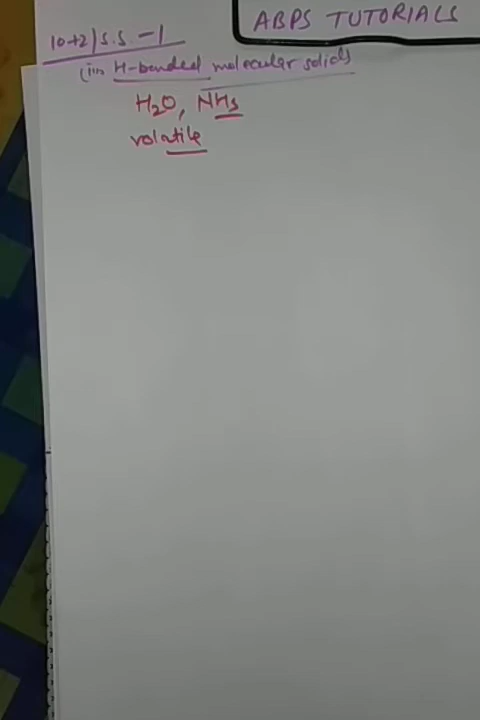 ABPS TUTORIALS
10+2) S.S. -1
(iii H-bonded molecular solids
H2O, NH3
volatile